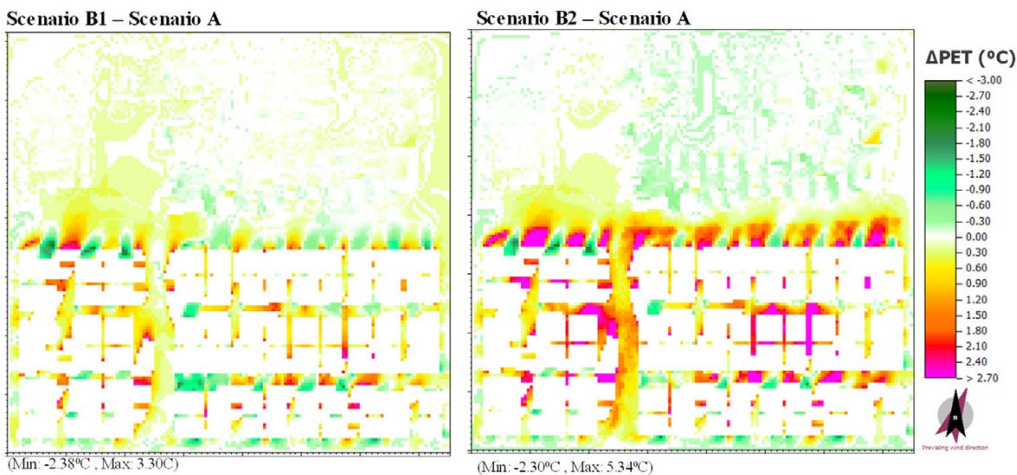 Scenario B1 – Scenario A
Scenario B2 – Scenario A
ΔPET (ºC)
< -3.00
-2.70
-2.40
-2.10
-1.80
-1.50
-1.20
-0.90
-0.60
-0.30
0.00
0.30
0.60
0.90
1.20
1.50
1.80
2.10
2.40
> 2.70
N
Prevailing wind direction
(Min: -2.38ºC , Max: 3.30C)
(Min: -2.30ºC , Max: 5.34ºC)